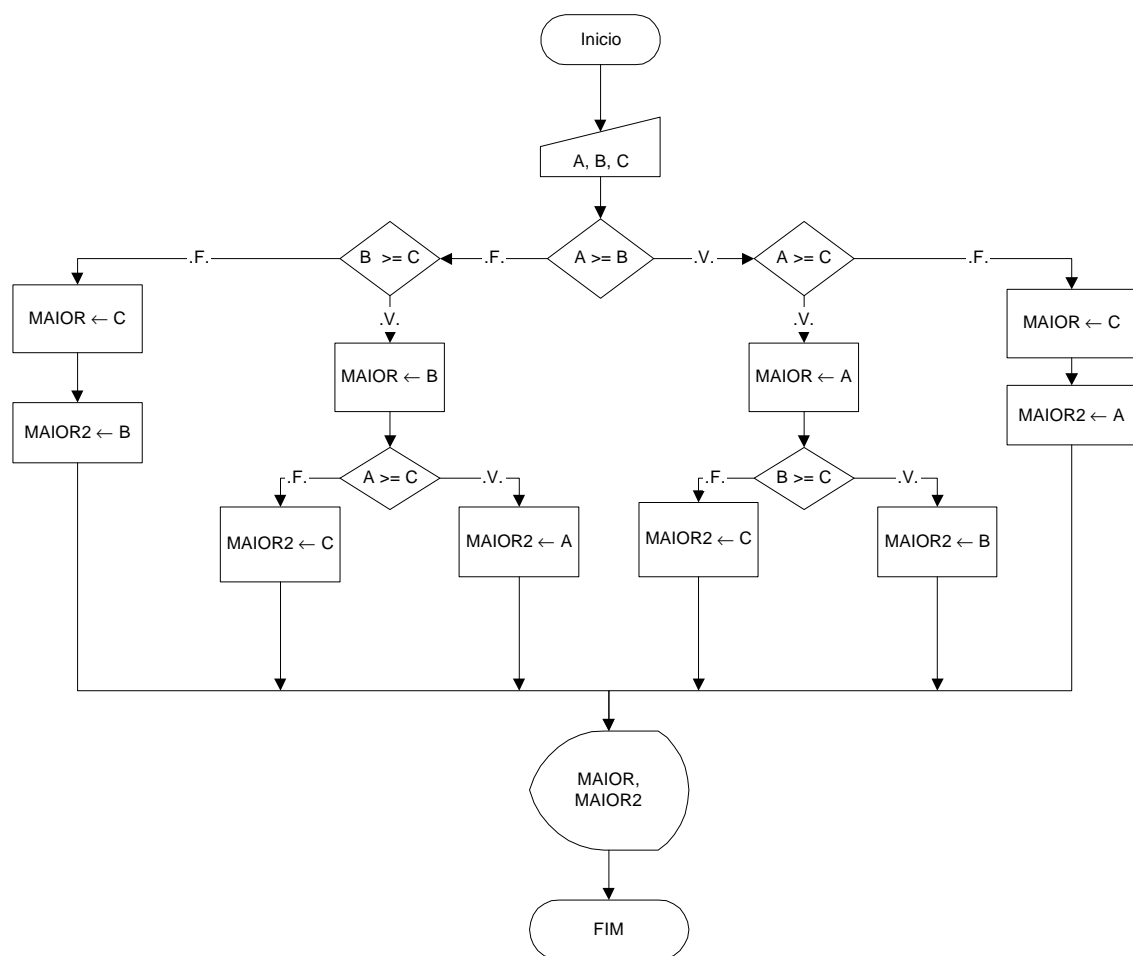 Inicio
A, B, C
.F.
B >= C
.F.
A >= B
.V.
A >= C
.F.
MAIOR ← C
.V.
.V.
MAIOR ← C
MAIOR ← B
MAIOR ← A
MAIOR2 ← B
MAIOR2 ← A
.F.
A >= C
.V.
.F.
B >= C
.V.
MAIOR2 ← C
MAIOR2 ← A
MAIOR2 ← C
MAIOR2 ← B
MAIOR,
MAIOR2
FIM